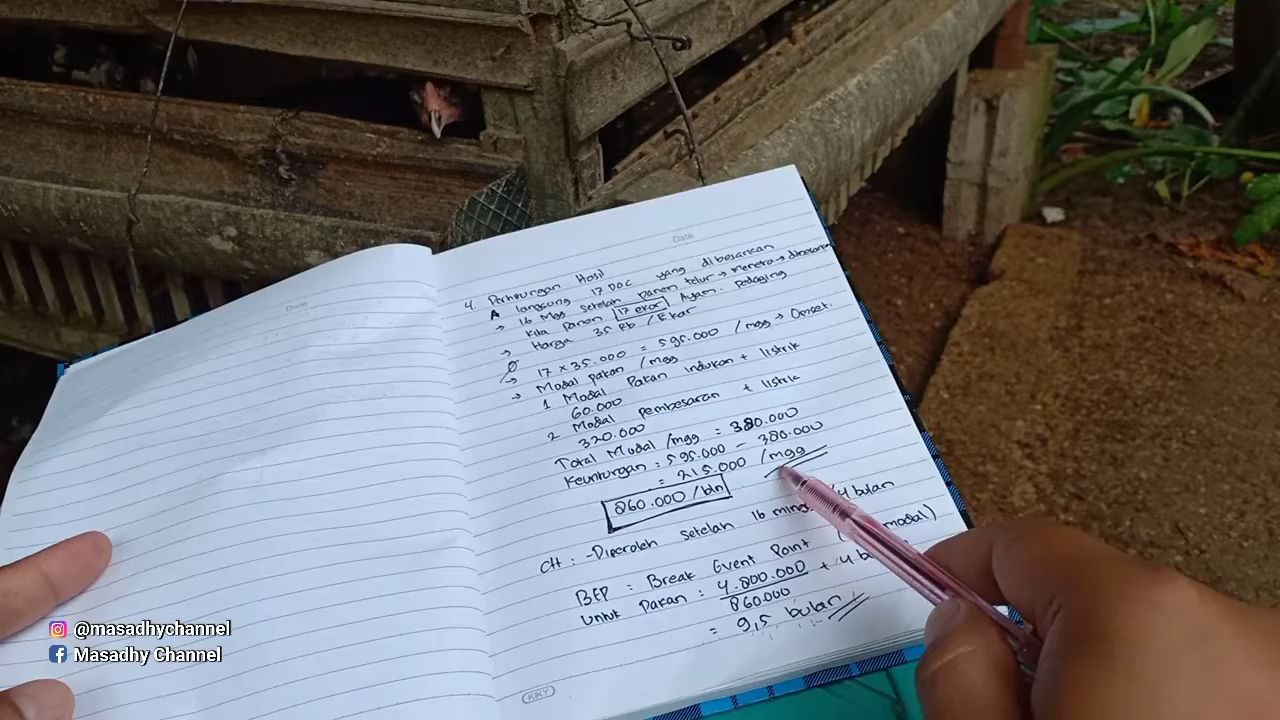 Date
Date
4. Perhitungan Hasil
A langsung 17 DOC yang dibesarkan
→ 16 Mgg setelah panen telur → menetas → dibesarkan
kita panen 17 ekor Ayam Pedaging
→ Harga 35 Rb / Ekor
→ 17 x 35.000 = 595.000 /mgg → Omset.
→ Modal pakan /mgg
1 Modal Pakan indukan + listrik
60.000
2 Modal pembesaran + listrik
320.000
Total Modal /mgg = 380.000
Keuntungan = 595.000 - 380.000
= 215.000 /mgg
860.000 / bln
Ctt : - Diperoleh setelah 16 minggu /4 bulan
BEP = Break Event Point modal)
Untuk Pakan = 4.800.000 + 4
860.000
= 9,5 bulan
KIKY
@masadhychannel
Masadhy Channel